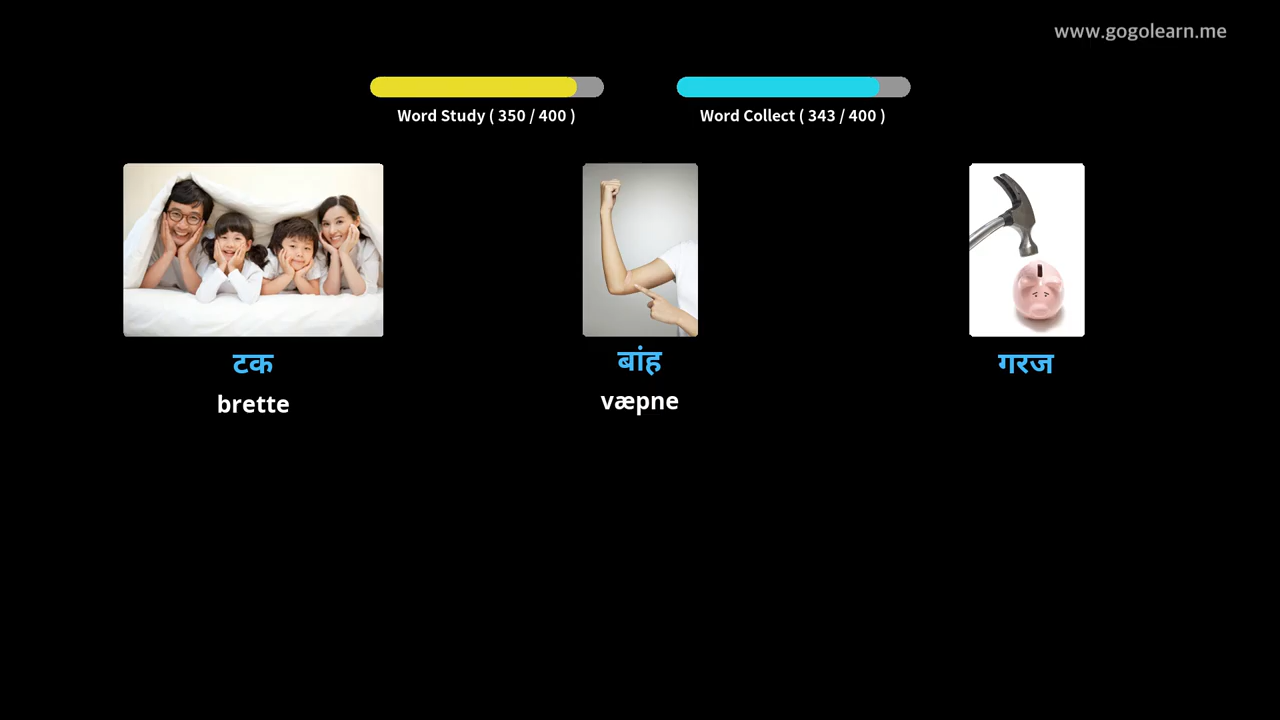 www.gogolearn.me
Word Study ( 350 / 400 )
Word Collect ( 343 / 400 )
टक
बांह
गरज
brette
væpne